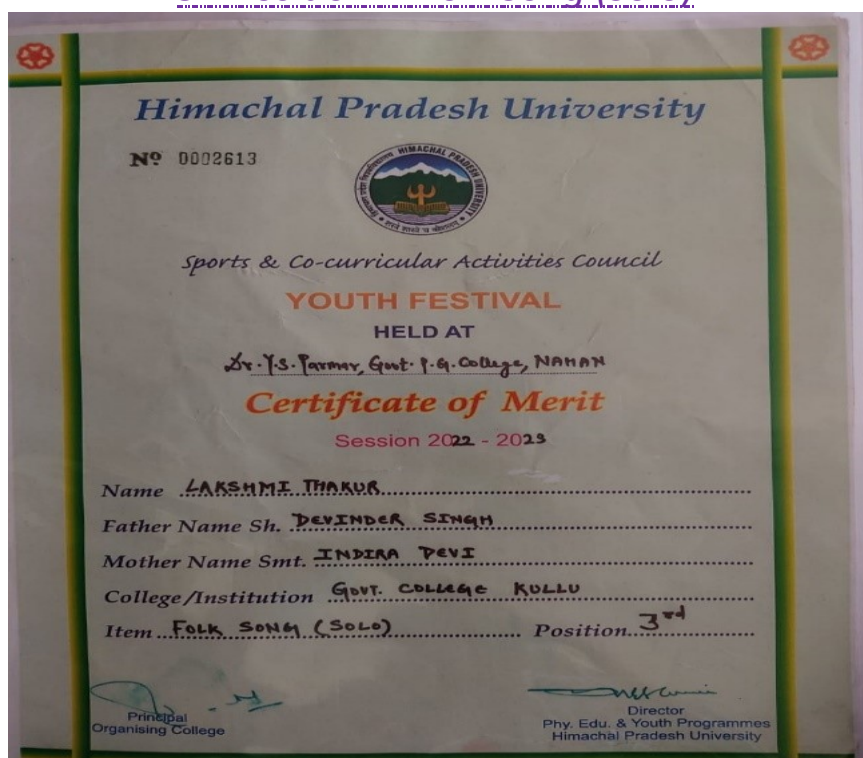 Himachal Pradesh University
Nº 0002613
HIMACHAL PRADESH UNIVERSITY
Sports & Co-curricular Activities Council
YOUTH FESTIVAL
HELD AT
Dr. Y.S. Parmar, Govt. P.G. College, NAHAN
Certificate of Merit
Session 2022 - 2023
Name LAKSHMI THAKUR
Father Name Sh. DEVINDER SINGH
Mother Name Smt. INDIRA DEVI
College/Institution GOVT. COLLEGE KULLU
Item FOLK SONG (SOLO) Position 3rd
Principal
Organising College
Director
Phy. Edu. & Youth Programmes
Himachal Pradesh University